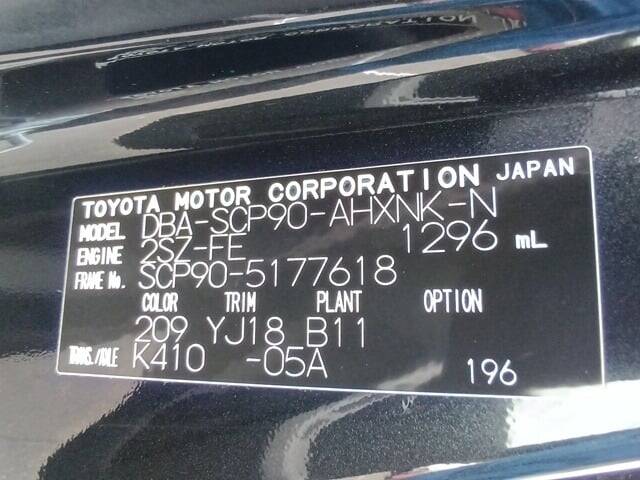 TOYOTA MOTOR CORPORATION JAPAN
MODEL DBA-SCP90-AHXNK-N
ENGINE 2SZ-FE 1296 mL
FRAME No. SCP90-5177618
COLOR TRIM PLANT OPTION
209 YJ18 B11
TRANS./AXLE K410 -05A
196